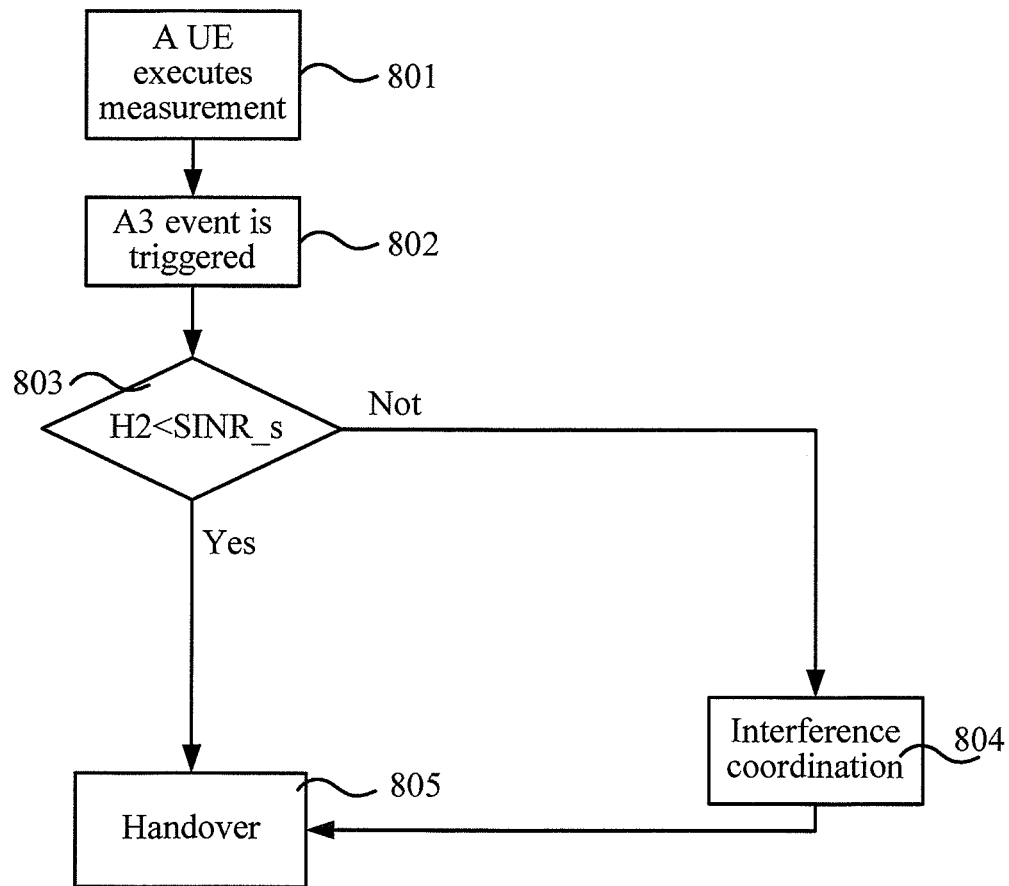 A UE
executes
measurement
801
A3 event is
triggered
802
803
H2<SINR_s
Not
Yes
Interference
coordination
804
Handover
805